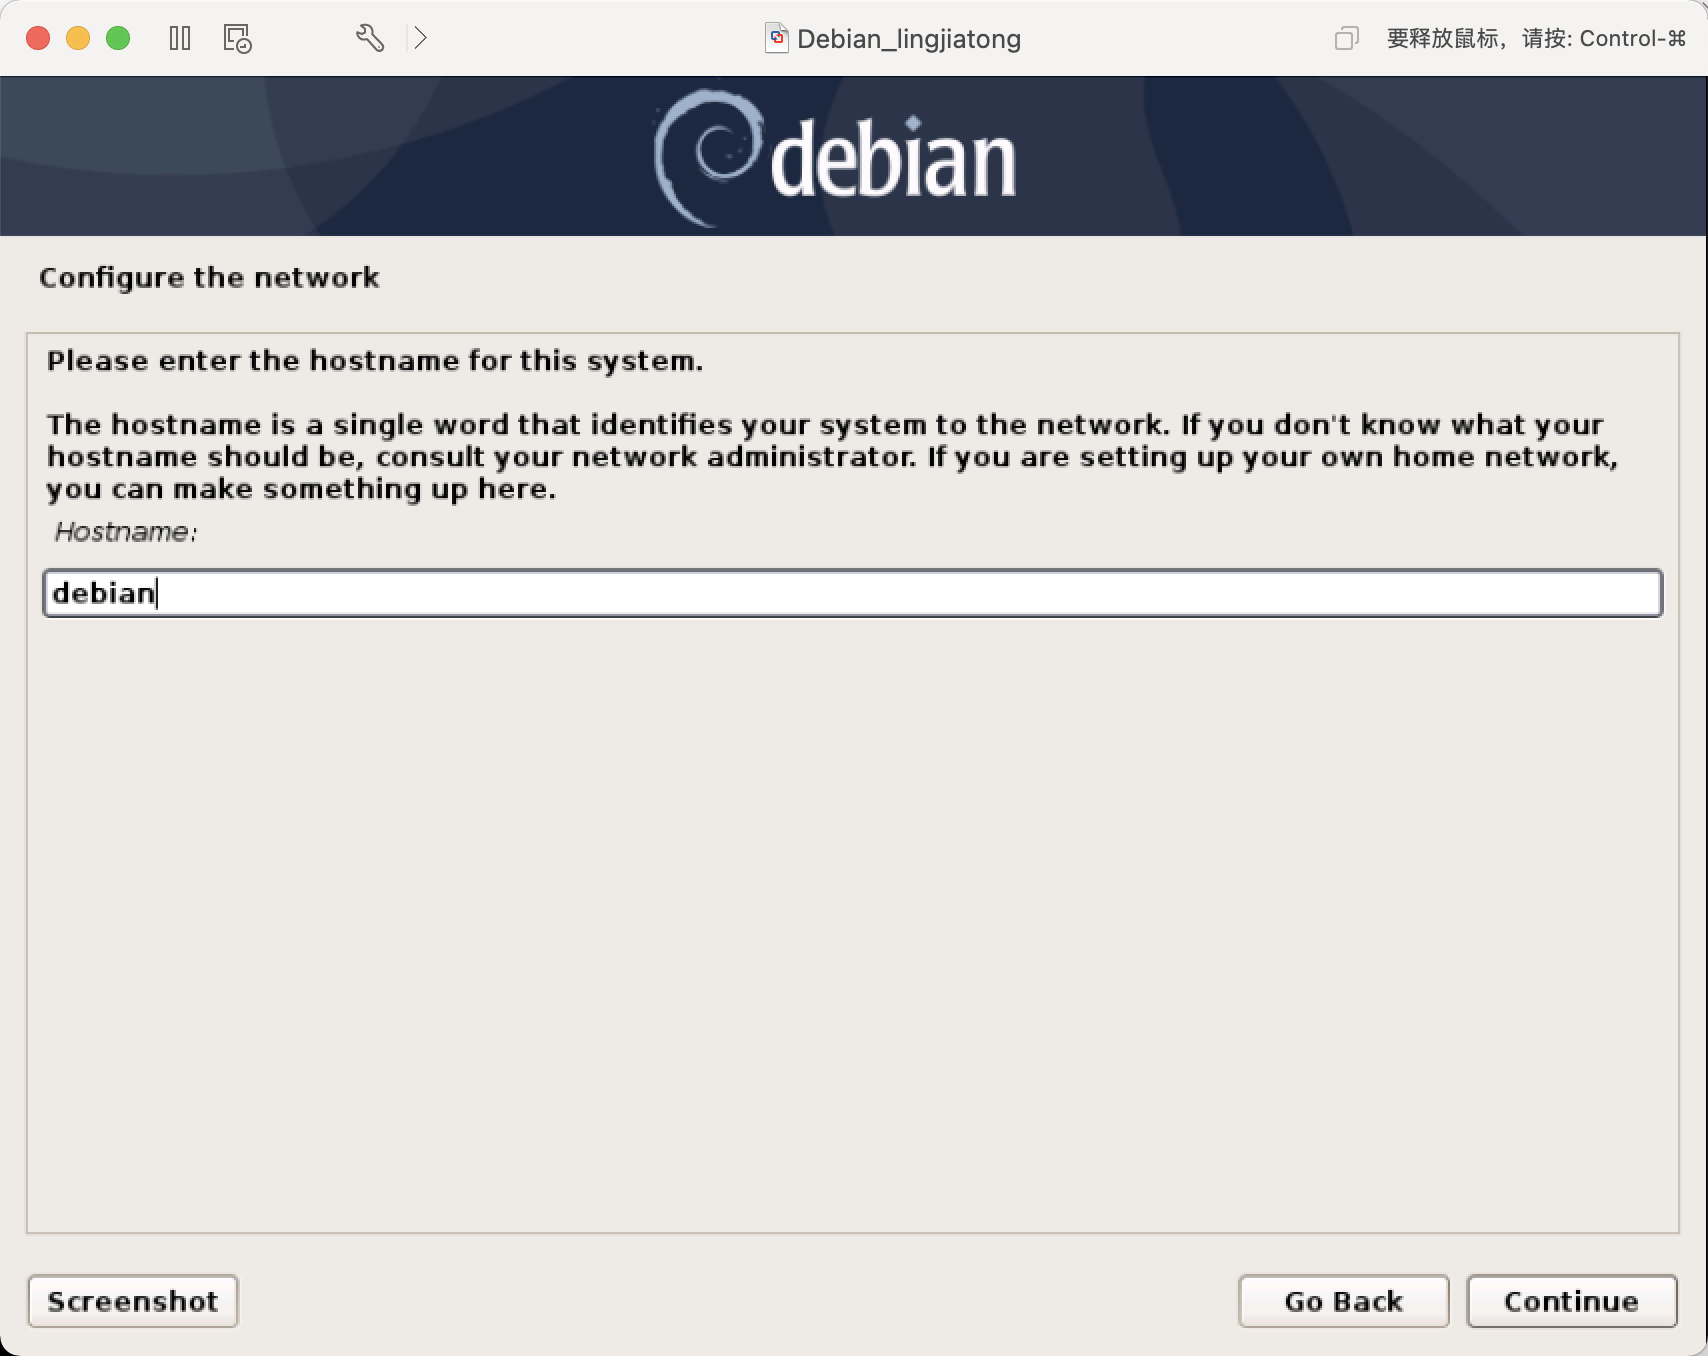 Debian_lingjiatong
要释放鼠标，请按: Control-⌘
debian
Configure the network
Please enter the hostname for this system.
The hostname is a single word that identifies your system to the network. If you don't know what your
hostname should be, consult your network administrator. If you are setting up your own home network,
you can make something up here.
Hostname:
debian
Screenshot
Go Back
Continue